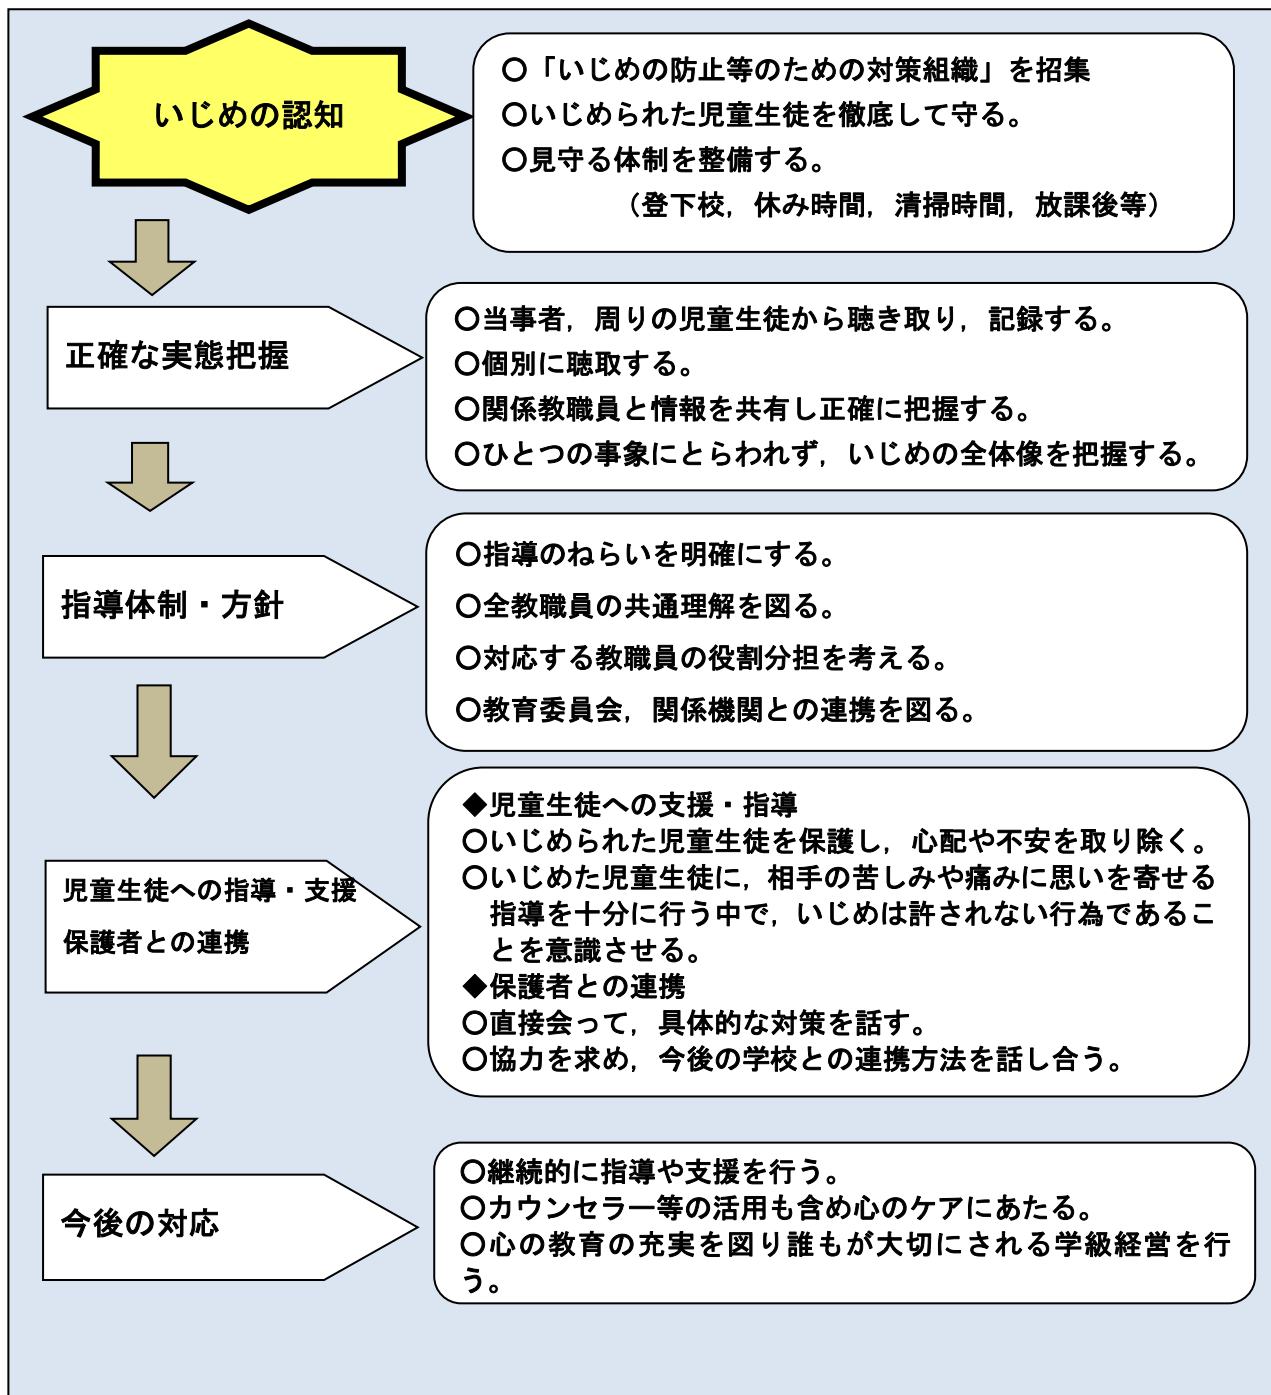 いじめの認知
○「いじめの防止等のための対策組織」を招集
○いじめられた児童生徒を徹底して守る。
○見守る体制を整備する。
（登下校，休み時間，清掃時間，放課後等）
正確な実態把握
○当事者，周りの児童生徒から聴き取り，記録する。
○個別に聴取する。
○関係教職員と情報を共有し正確に把握する。
○ひとつの事象にとらわれず，いじめの全体像を把握する。
指導体制・方針
○指導のねらいを明確にする。
○全教職員の共通理解を図る。
○対応する教職員の役割分担を考える。
○教育委員会，関係機関との連携を図る。
児童生徒への指導・支援
保護者との連携
◆児童生徒への支援・指導
○いじめられた児童生徒を保護し，心配や不安を取り除く。
○いじめた児童生徒に，相手の苦しみや痛みに思いを寄せる
指導を十分に行う中で，いじめは許されない行為であるこ
とを意識させる。
◆保護者との連携
○直接会って，具体的な対策を話す。
○協力を求め，今後の学校との連携方法を話し合う。
今後の対応
○継続的に指導や支援を行う。
○カウンセラー等の活用も含め心のケアにあたる。
○心の教育の充実を図り誰もが大切にされる学級経営を行
う。